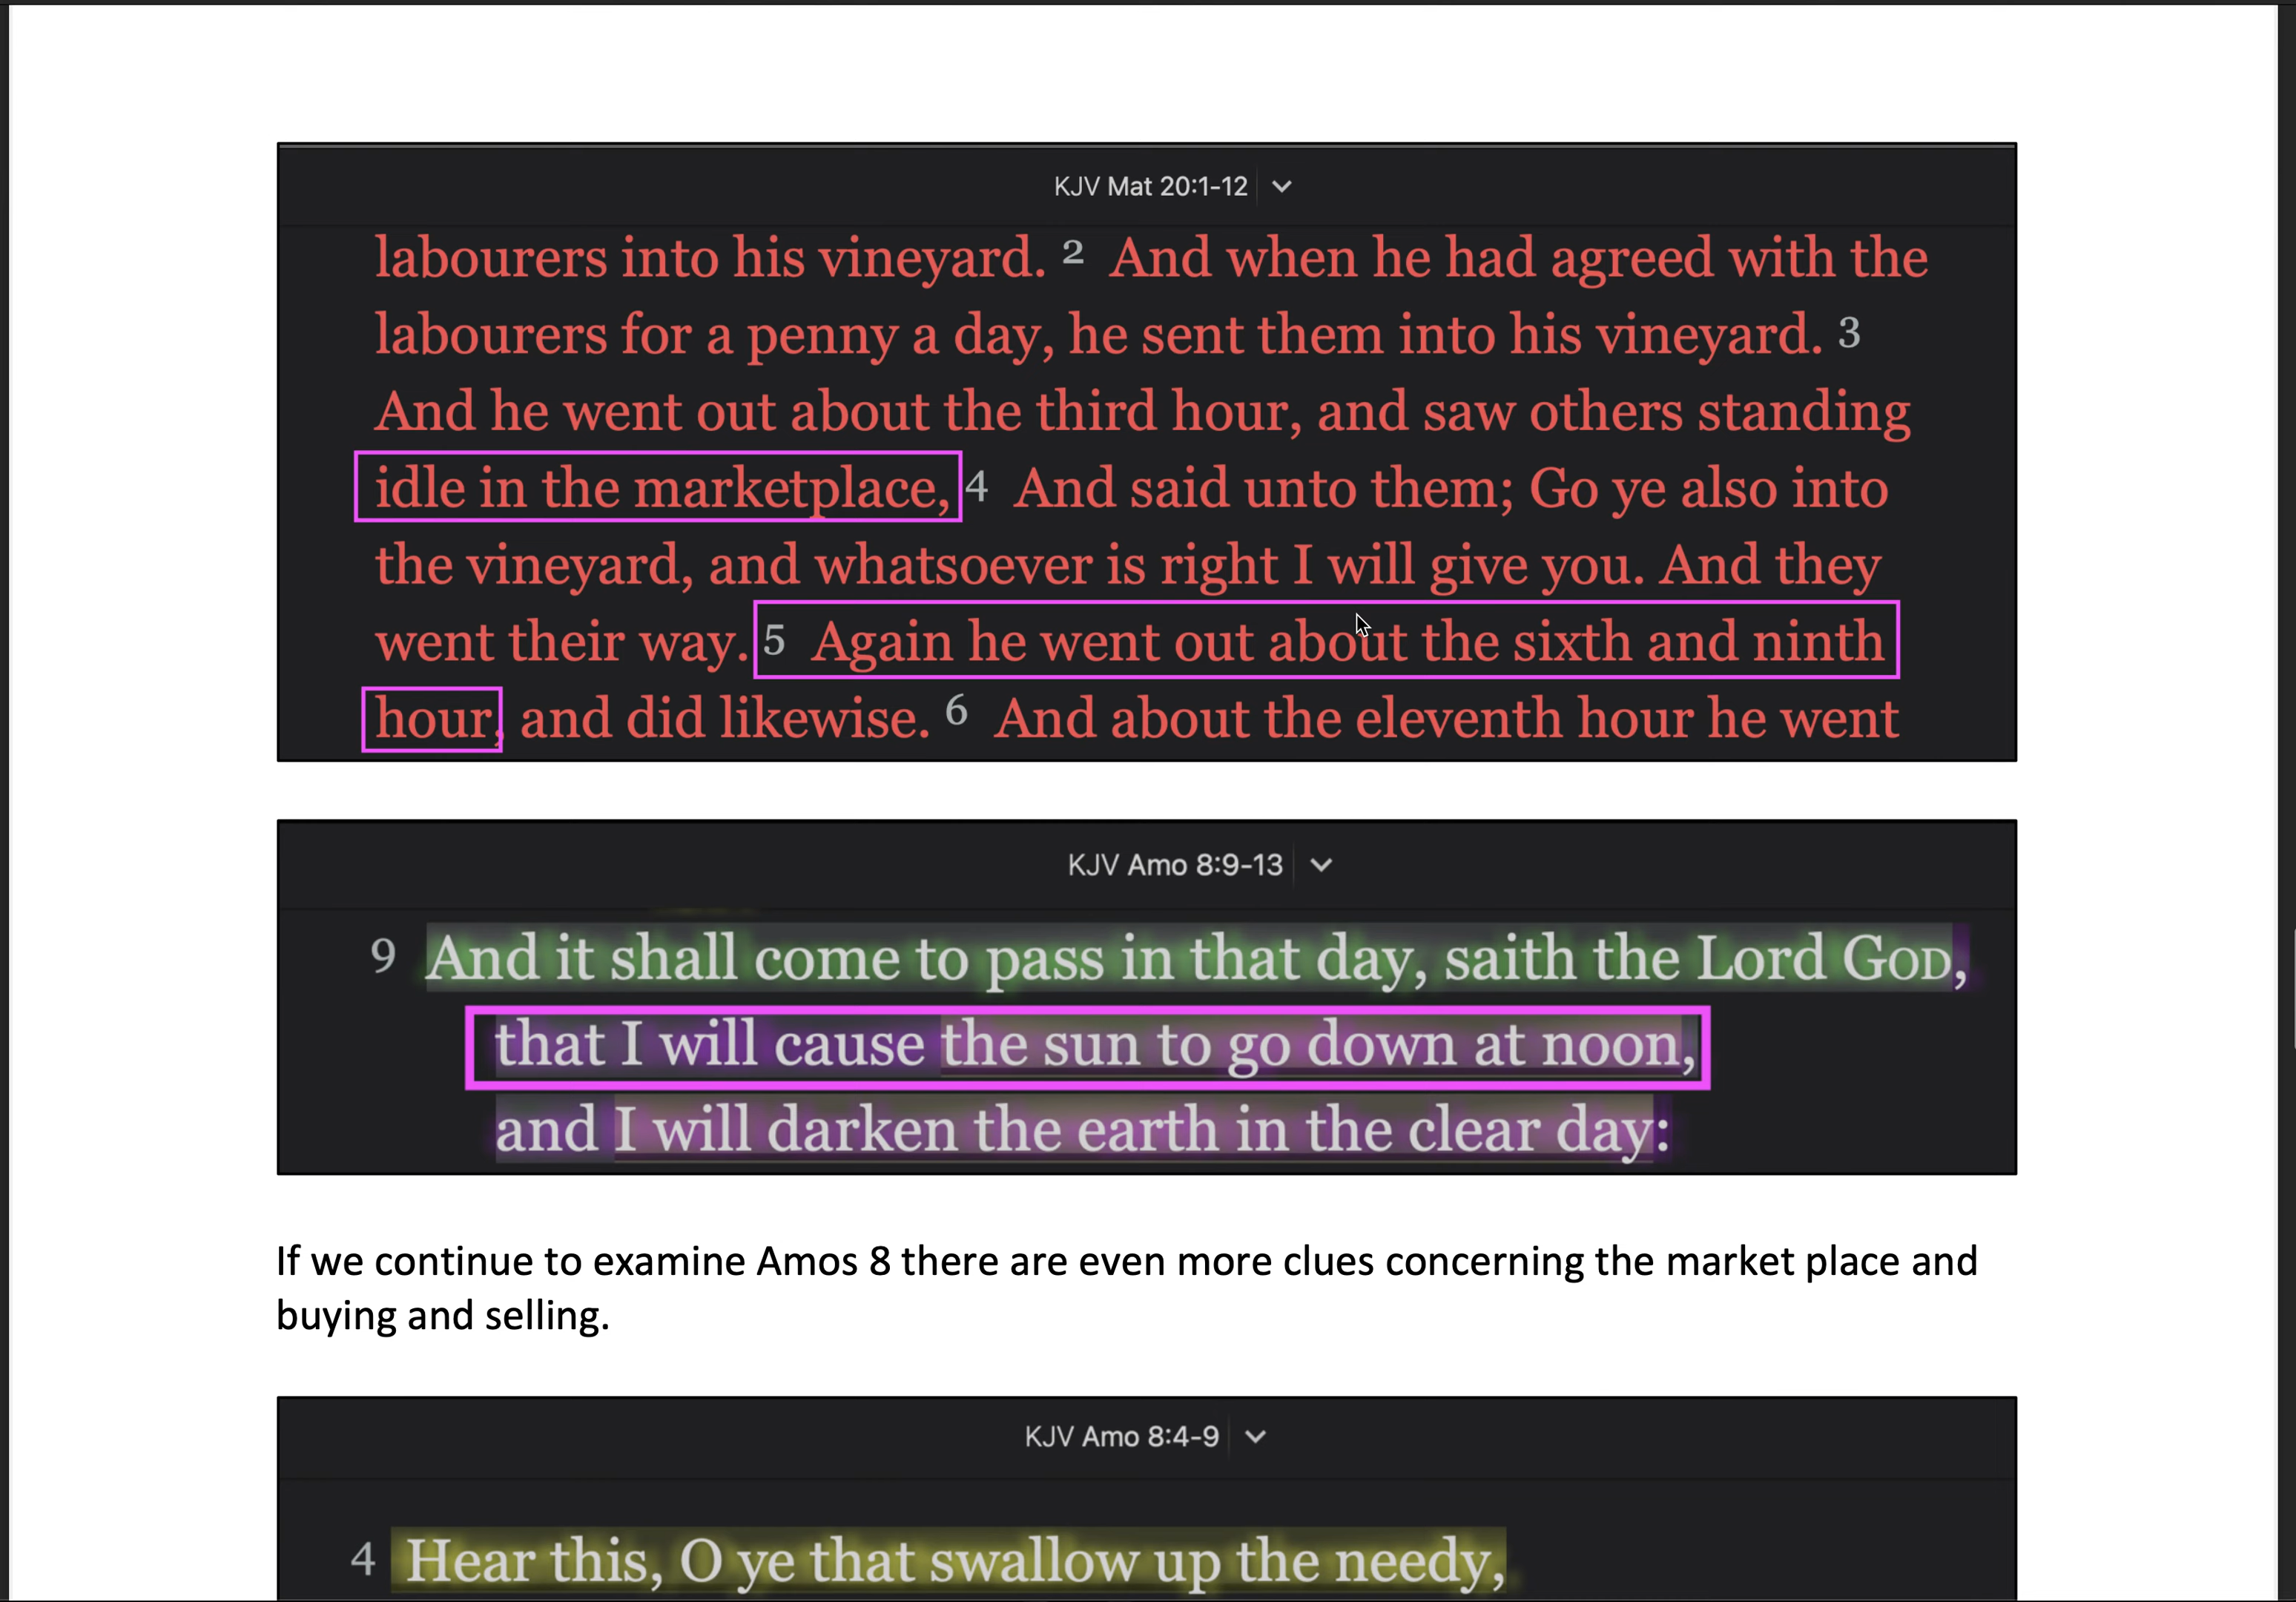 KJV Mat 20:1-12
labourers into his vineyard. 2 And when he had agreed with the
labourers for a penny a day, he sent them into his vineyard. 3
And he went out about the third hour, and saw others standing
idle in the marketplace, 4 And said unto them; Go ye also into
the vineyard, and whatsoever is right I will give you. And they
went their way. 5 Again he went out about the sixth and ninth
hour, and did likewise. 6 And about the eleventh hour he went
KJV Amo 8:9-13
9 And it shall come to pass in that day, saith the Lord GOD,
that I will cause the sun to go down at noon,
and I will darken the earth in the clear day:
If we continue to examine Amos 8 there are even more clues concerning the market place and
buying and selling.
KJV Amo 8:4-9
4 Hear this, O ye that swallow up the needy,